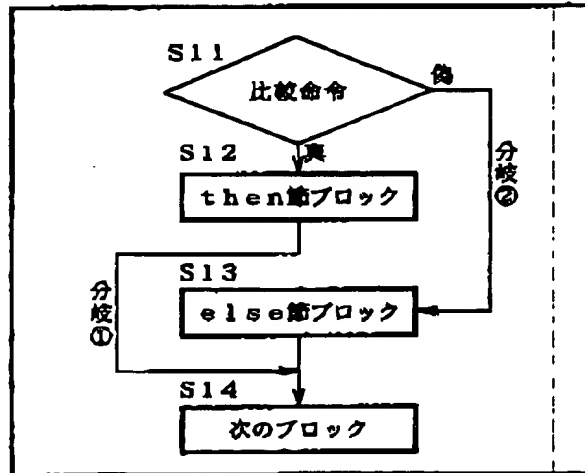 S11
比較命令
偽
真
S12
then節ブロック
分岐②
S13
else節ブロック
分岐①
S14
次のブロック